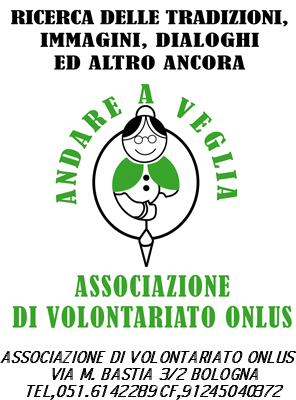 RICERCA DELLE TRADIZIONI,
IMMAGINI, DIALOGHI
ED ALTRO ANCORA
ANDARE A VEGLIA
ASSOCIAZIONE
DI VOLONTARIATO ONLUS
ASSOCIAZIONE DI VOLONTARIATO ONLUS
VIA M. BASTIA 3/2 BOLOGNA
TEL,051.6142289 CF,91245040372